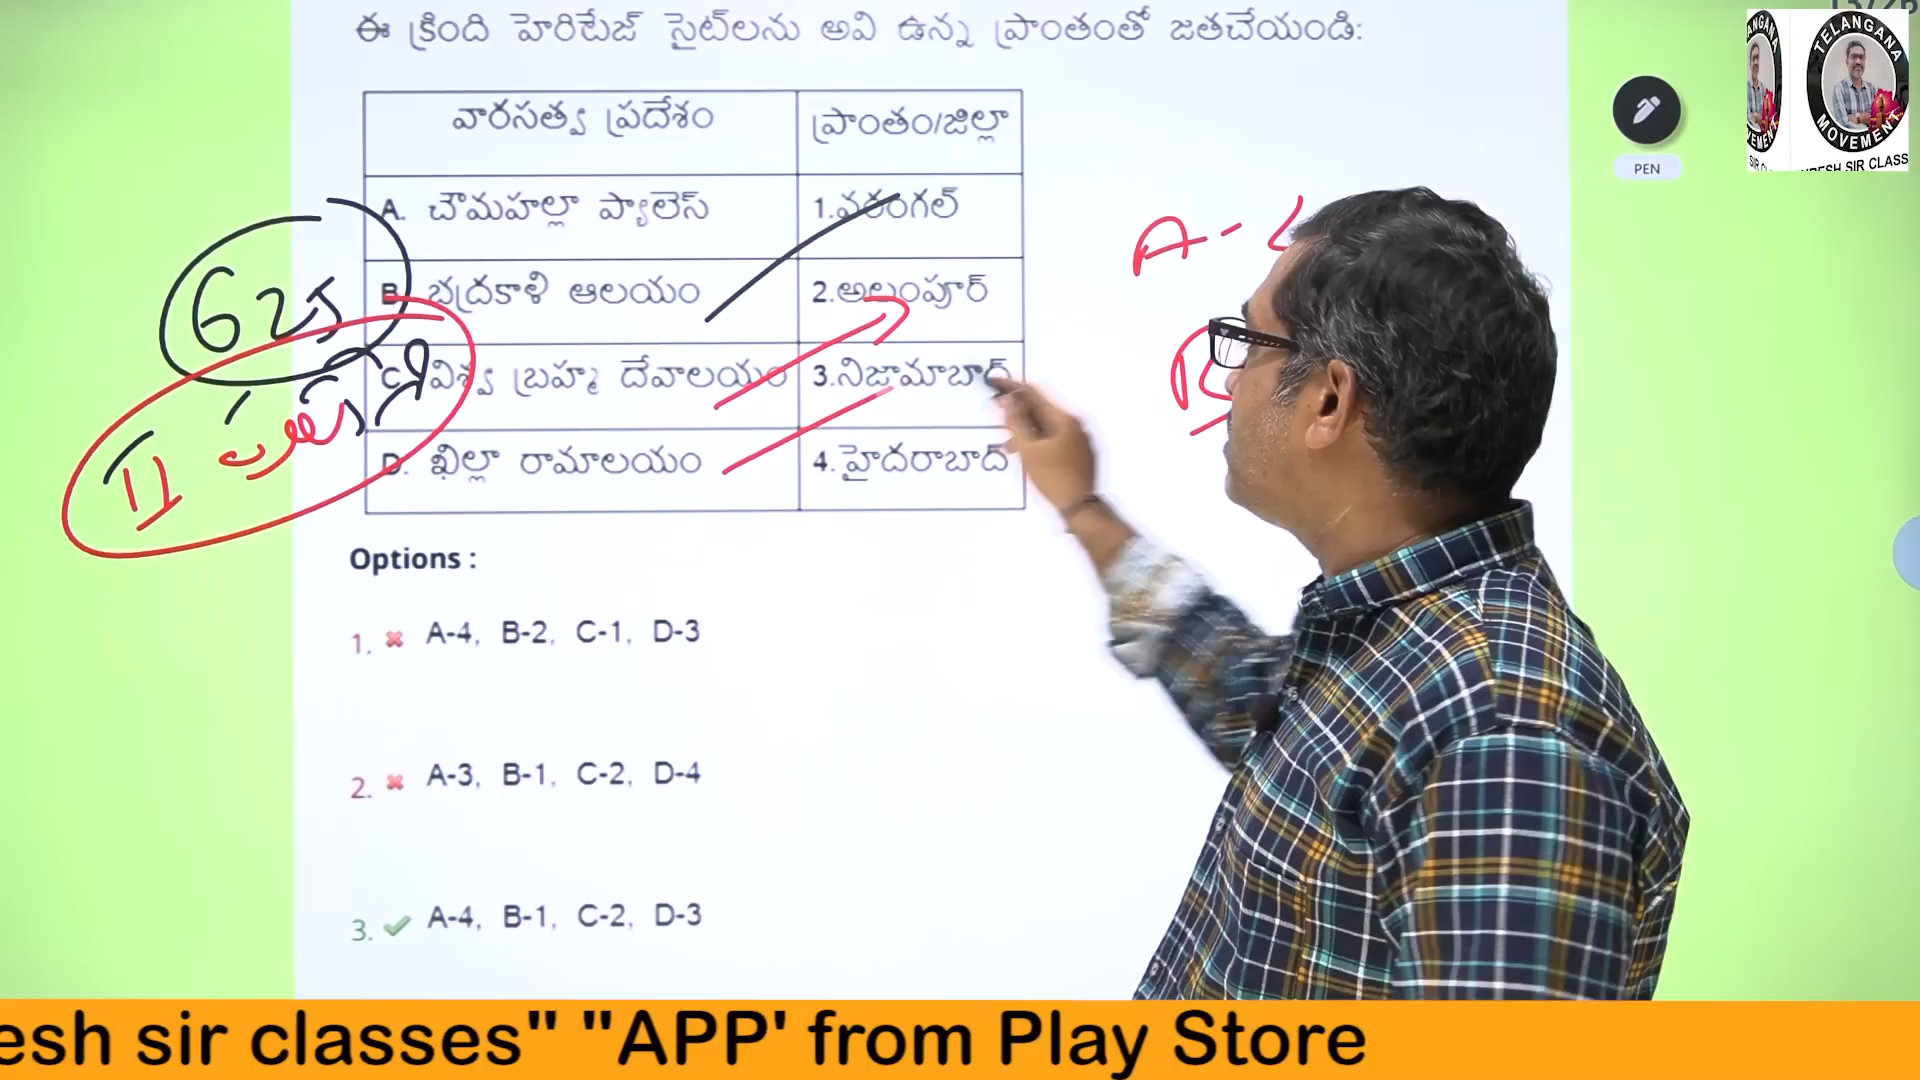 ఈ క్రింది హెరిటేజ్ సైట్‌లను అవి ఉన్న ప్రాంతంతో జతచేయండి:
వారసత్వ ప్రదేశం ప్రాంతం/జిల్లా
A. చౌమహల్లా ప్యాలెస్ 1.వరంగల్
B. భద్రకాళి ఆలయం 2.అలంపూర్
C. విశ్వ బ్రహ్మ దేవాలయం 3.నిజామాబాద్
D. ఖిల్లా రామాలయం 4.హైదరాబాద్
Options :
1. A-4, B-2, C-1, D-3
2. A-3, B-1, C-2, D-4
3. A-4, B-1, C-2, D-3
625
II
A -
PEN
TELANGANA
MOVEMENT
SIR CLASS
esh sir classes" "APP' from Play Store